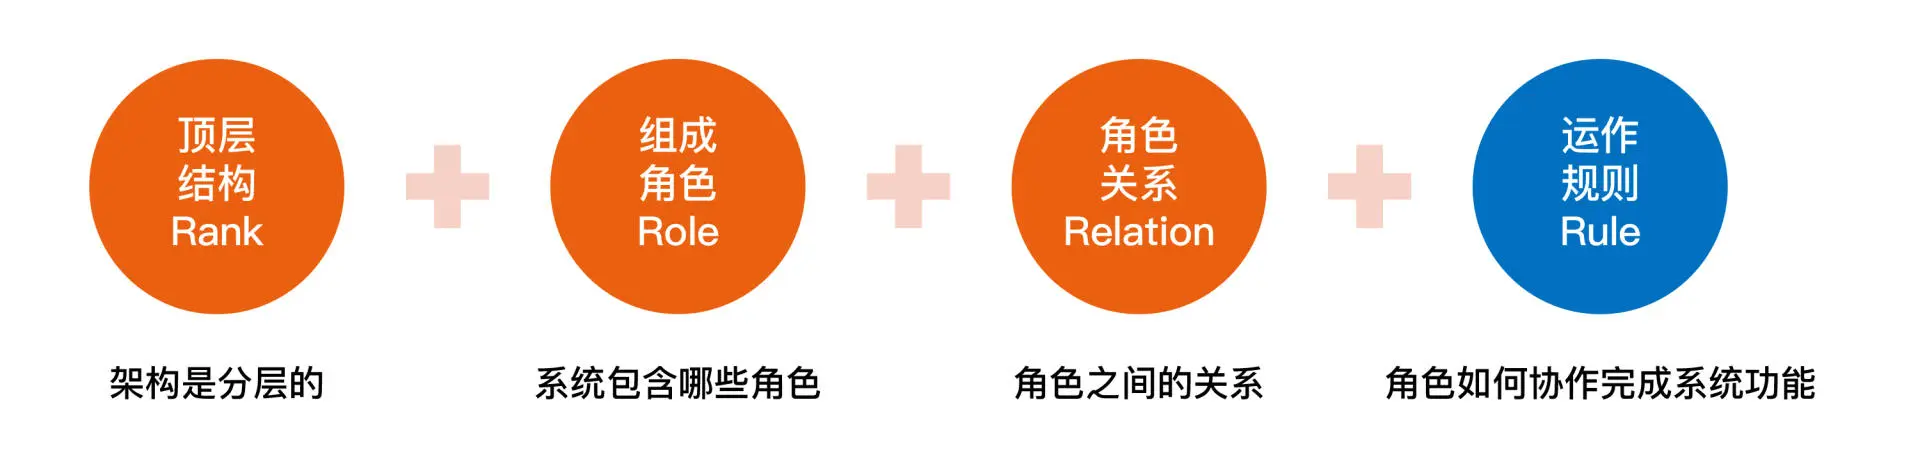 顶层
结构
Rank
架构是分层的
组成
角色
Role
系统包含哪些角色
角色
关系
Relation
角色之间的关系
运作
规则
Rule
角色如何协作完成系统功能